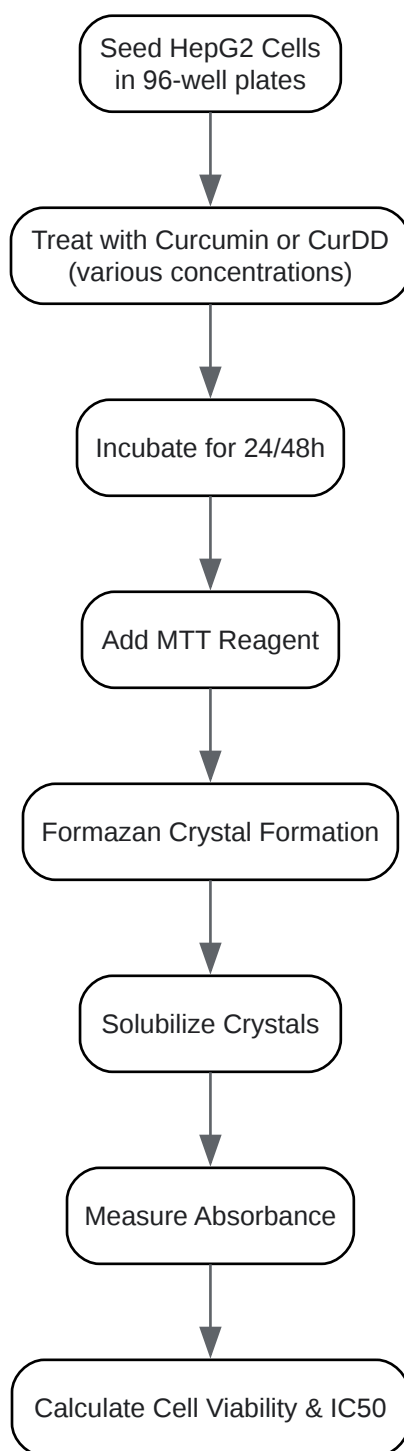 Seed HepG2 Cells
in 96-well plates
Treat with Curcumin or CurDD
(various concentrations)
Incubate for 24/48h
Add MTT Reagent
Formazan Crystal Formation
Solubilize Crystals
Measure Absorbance
Calculate Cell Viability & IC50